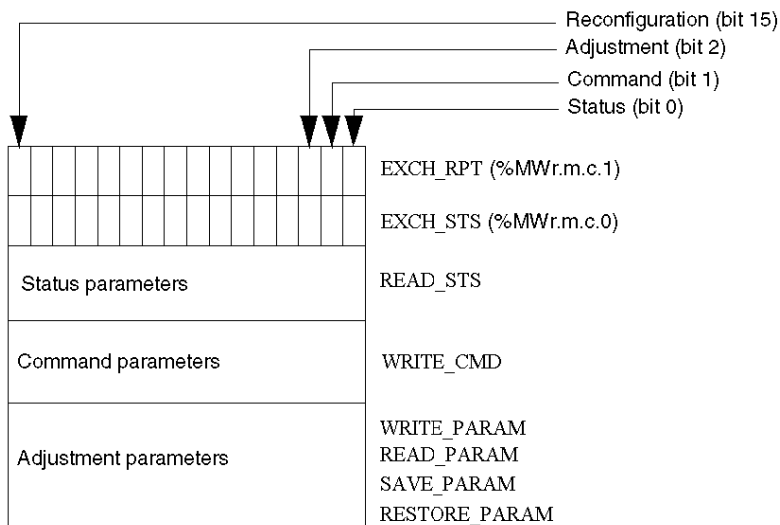 Reconfiguration (bit 15)
Adjustment (bit 2)
Command (bit 1)
Status (bit 0)
EXCH_RPT (%MWr.m.c.1)
EXCH_STS (%MWr.m.c.0)
Status parameters READ_STS
Command parameters WRITE_CMD
WRITE_PARAM
Adjustment parameters READ_PARAM
SAVE_PARAM
RESTORE_PARAM